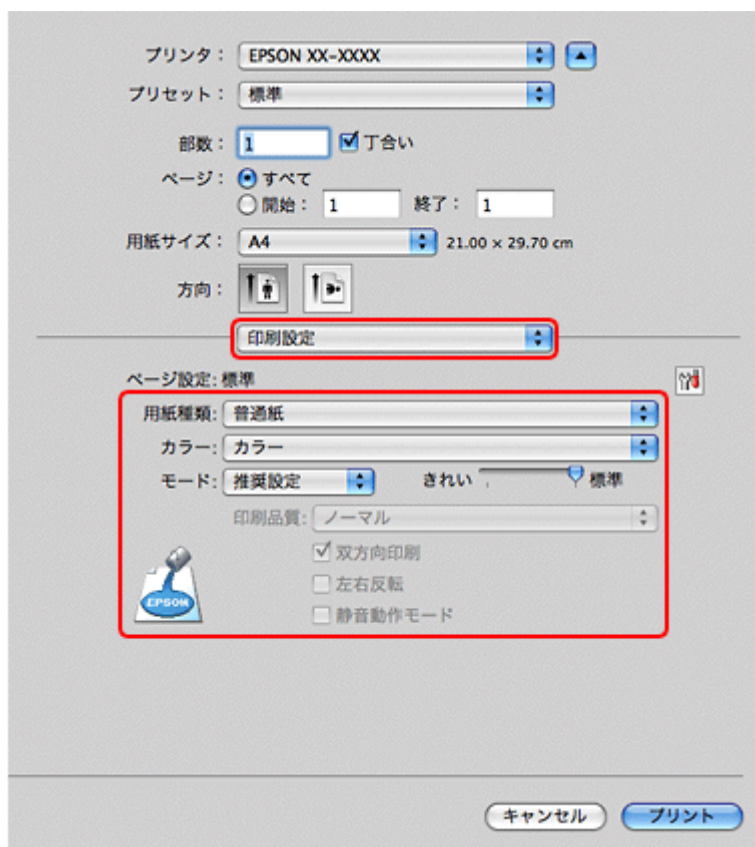 プリンタ： EPSON XX-XXXX
プリセット： 標準
部数： 1 丁合い
ページ： すべて
開始： 1 終了： 1
用紙サイズ： A4 21.00 × 29.70 cm
方向：
印刷設定
ページ設定: 標準
用紙種類: 普通紙
カラー: カラー
モード: 推奨設定 きれい 標準
印刷品質: ノーマル
双方向印刷
左右反転
EPSON
静音動作モード
キャンセル プリント